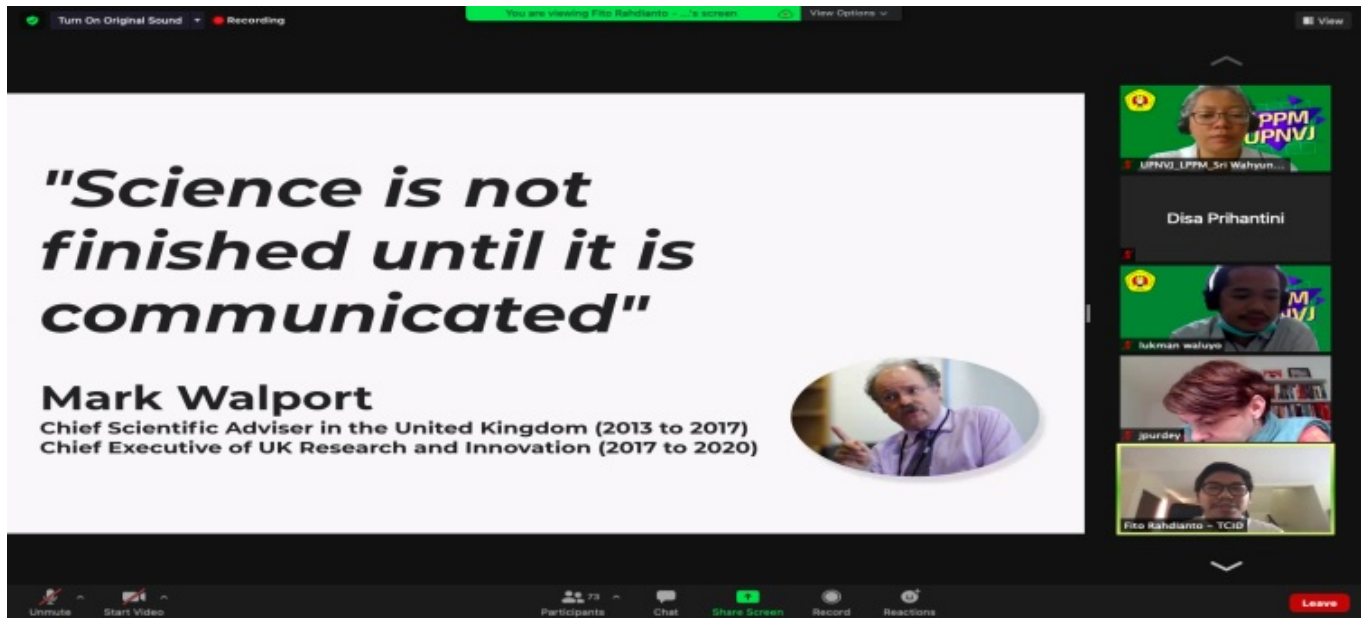 Turn On Original Sound
Recording
You are viewing Fito Rahdianto - ...'s screen
View Options
View
"Science is not
finished until it is
communicated"
Mark Walport
Chief Scientific Adviser in the United Kingdom (2013 to 2017)
Chief Executive of UK Research and Innovation (2017 to 2020)
PPM
UPNVJ
UPNVJ_LPPM_Sri Wahyun...
Disa Prihantini
lukman waluyo
jpurdey
Fito Rahdianto - TCID
Unmute
Start Video
Participants
73
Chat
Share Screen
Record
Reactions
Leave